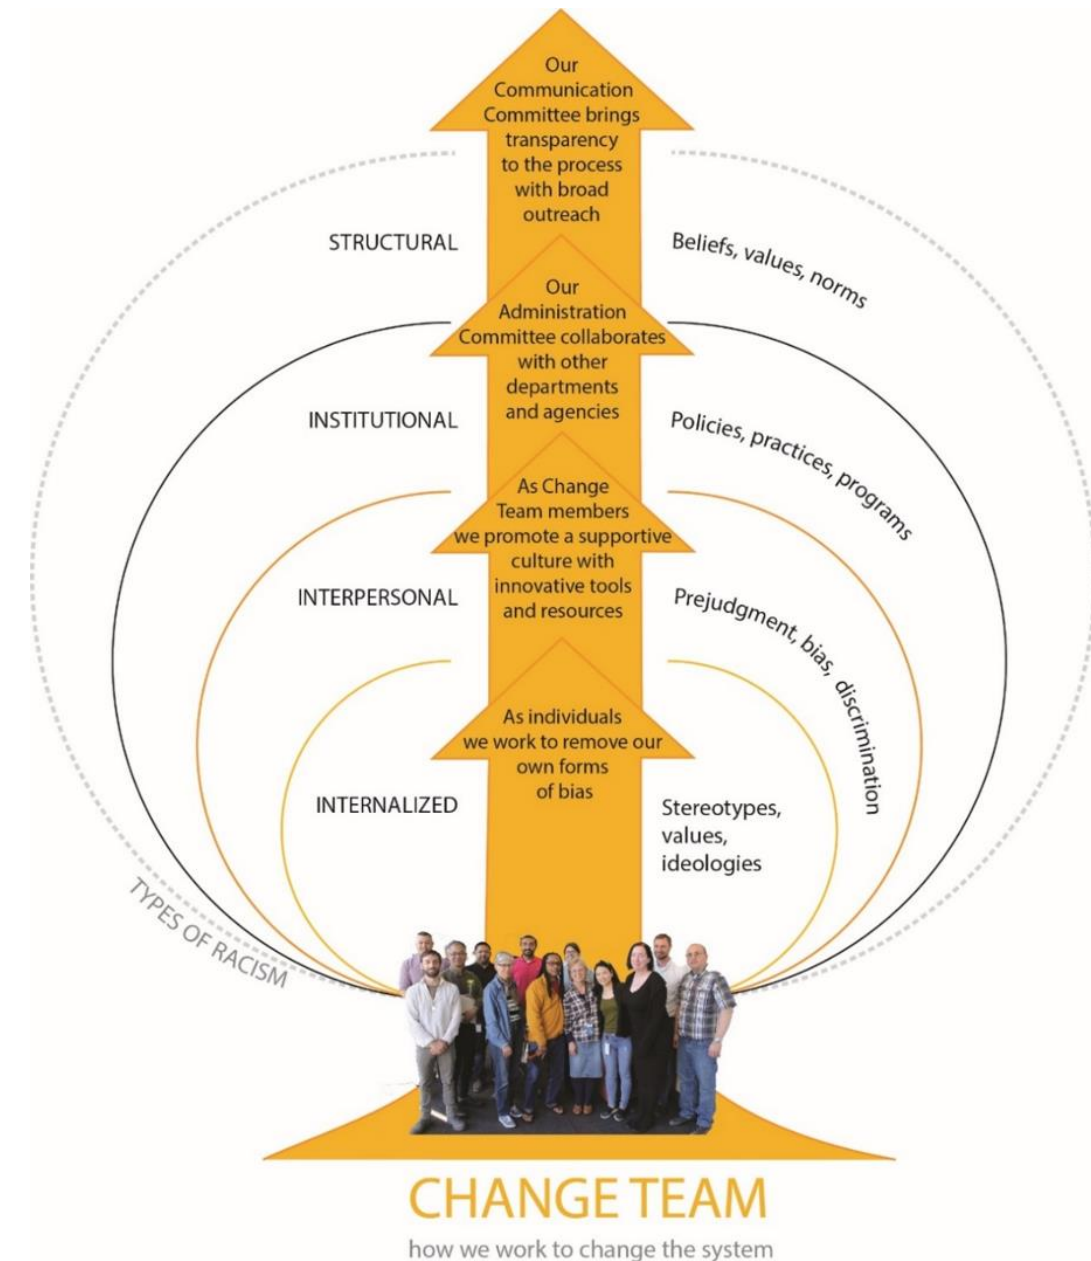 Our
Communication
Committee brings
transparency
to the process
with broad
outreach
STRUCTURAL
Beliefs, values, norms
Our
Administration
Committee collaborates
with other
departments
and agencies
INSTITUTIONAL
Policies, practices, programs
As Change
Team members
we promote a supportive
culture with
innovative tools
and resources
INTERPERSONAL
Prejudgment, bias, discrimination
As individuals
we work to remove our
own forms
of bias
INTERNALIZED
Stereotypes,
values,
ideologies
TYPES OF RACISM
CHANGE TEAM
how we work to change the system